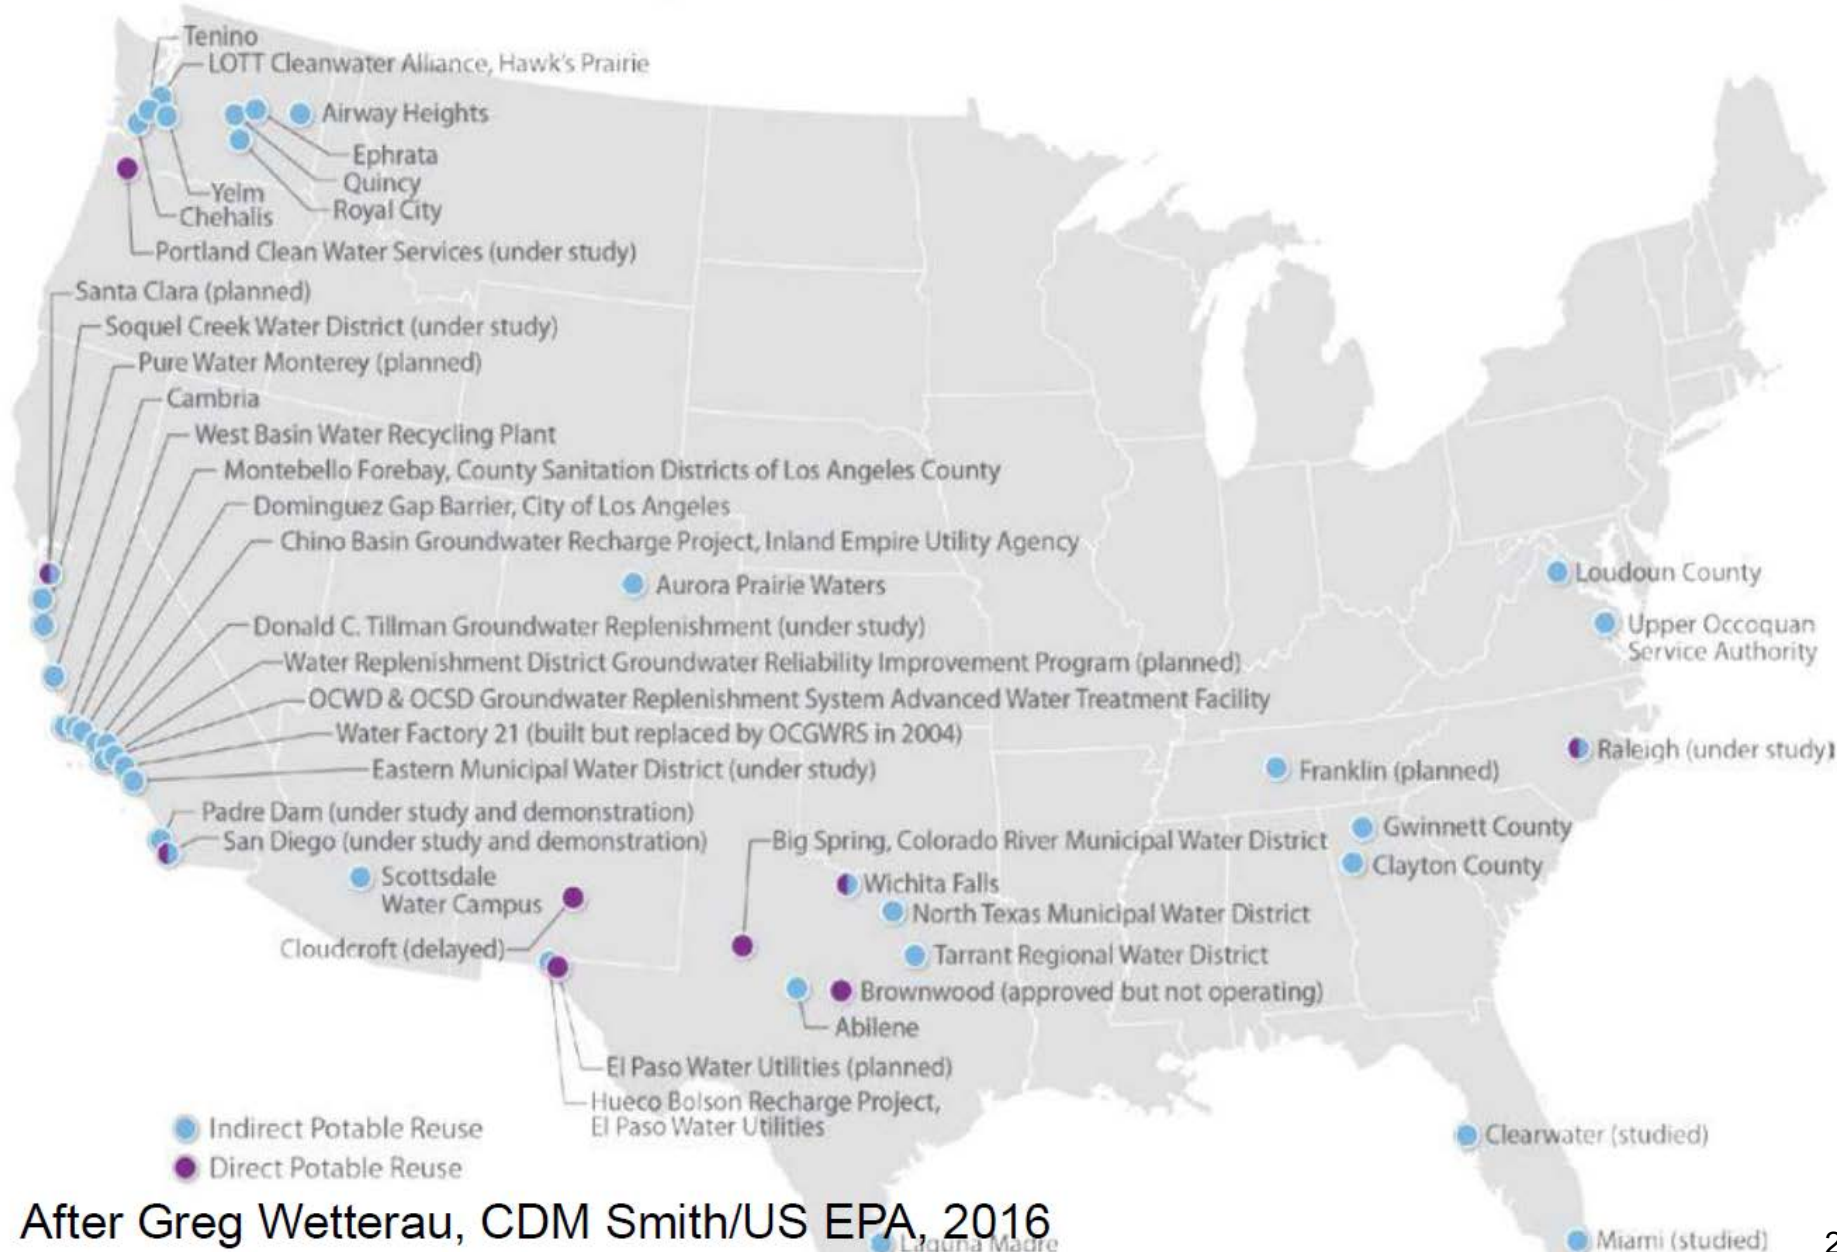 Tenino
LOTT Cleanwater Alliance, Hawk's Prairie
Airway Heights
Ephrata
Quincy
Royal City
Yelm
Chehalis
Portland Clean Water Services (under study)
Santa Clara (planned)
Soquel Creek Water District (under study)
Pure Water Monterey (planned)
Cambria
West Basin Water Recycling Plant
Montebello Forebay, County Sanitation Districts of Los Angeles County
Dominguez Gap Barrier, City of Los Angeles
Chino Basin Groundwater Recharge Project, Inland Empire Utility Agency
Aurora Prairie Waters
Loudoun County
Upper Occoquan
Service Authority
Donald C. Tillman Groundwater Replenishment (under study)
Water Replenishment District Groundwater Reliability Improvement Program (planned)
OCWD & OCSD Groundwater Replenishment System Advanced Water Treatment Facility
Water Factory 21 (built but replaced by OCGWRS in 2004)
Eastern Municipal Water District (under study)
Raleigh (under study)
Franklin (planned)
Padre Dam (under study and demonstration)
San Diego (under study and demonstration)
Big Spring, Colorado River Municipal Water District
Gwinnett County
Clayton County
Scottsdale
Water Campus
Wichita Falls
North Texas Municipal Water District
Cloudcroft (delayed)
Tarrant Regional Water District
Brownwood (approved but not operating)
Abilene
El Paso Water Utilities (planned)
Hueco Bolson Recharge Project,
El Paso Water Utilities
Indirect Potable Reuse
Direct Potable Reuse
Clearwater (studied)
After Greg Wetterau, CDM Smith/US EPA, 2016
Laguna Madre
Miami (studied)
2